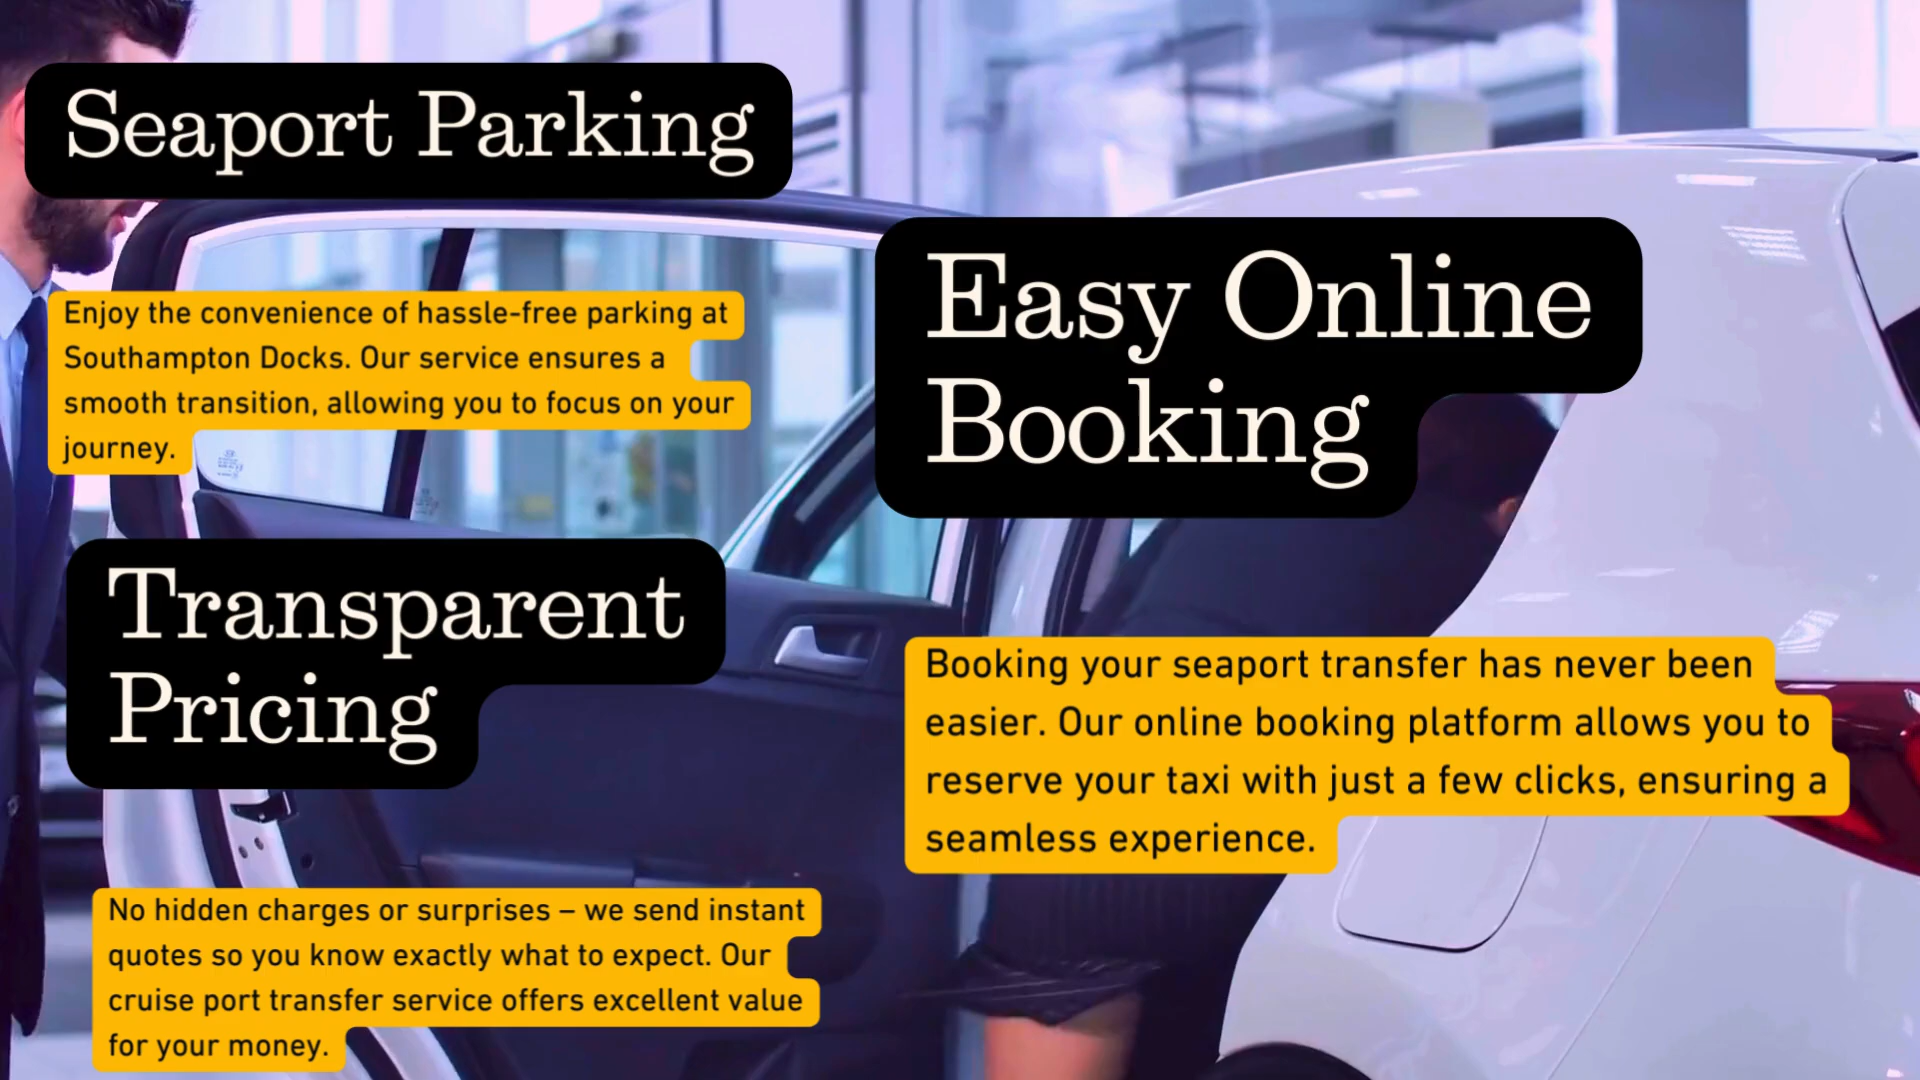 Seaport Parking
Enjoy the convenience of hassle-free parking at
Southampton Docks. Our service ensures a
smooth transition, allowing you to focus on your
journey.
Transparent
Pricing
No hidden charges or surprises – we send instant
quotes so you know exactly what to expect. Our
cruise port transfer service offers excellent value
for your money.
Easy Online
Booking
Booking your seaport transfer has never been
easier. Our online booking platform allows you to
reserve your taxi with just a few clicks, ensuring a
seamless experience.